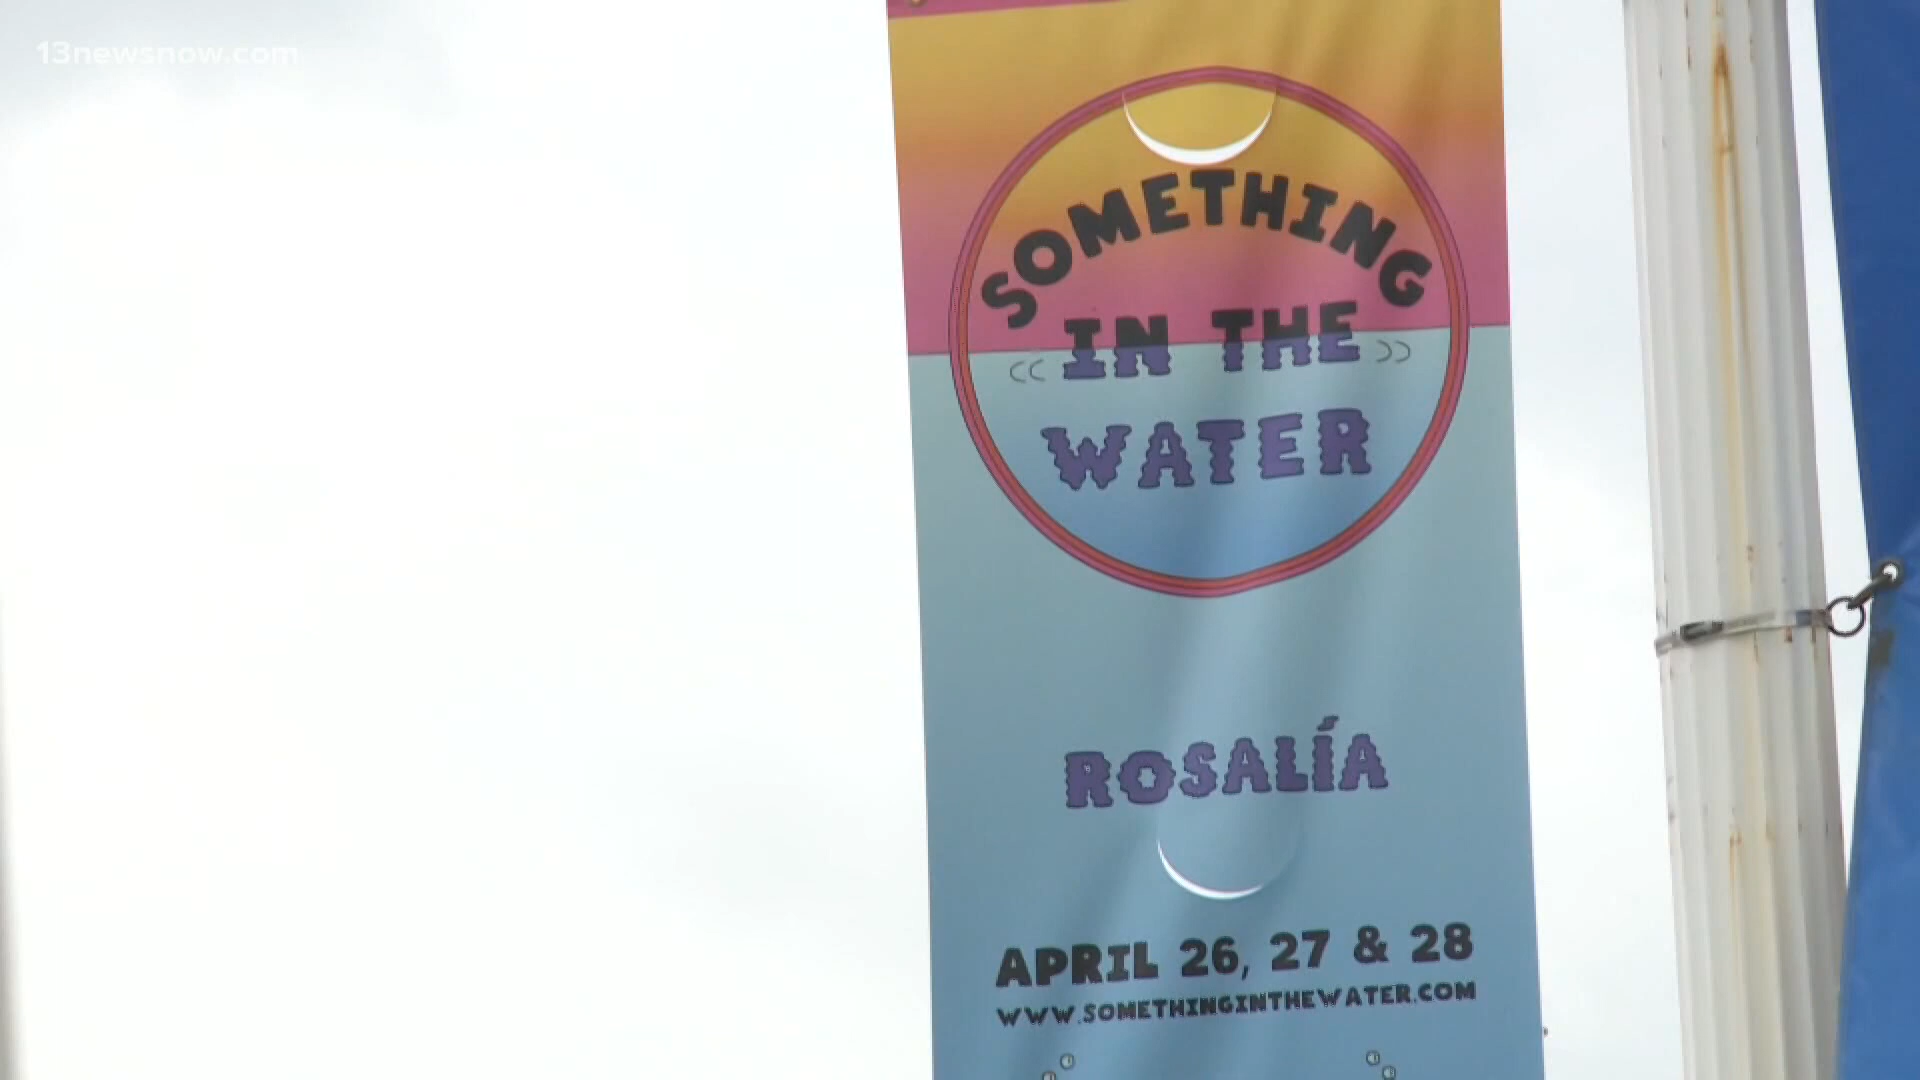 13newsnow.com
SOMETHING
IN THE
WATER
ROSALÍA
APRIL 26, 27 & 28
WWW.SOMETHINGINTHEWATER.COM